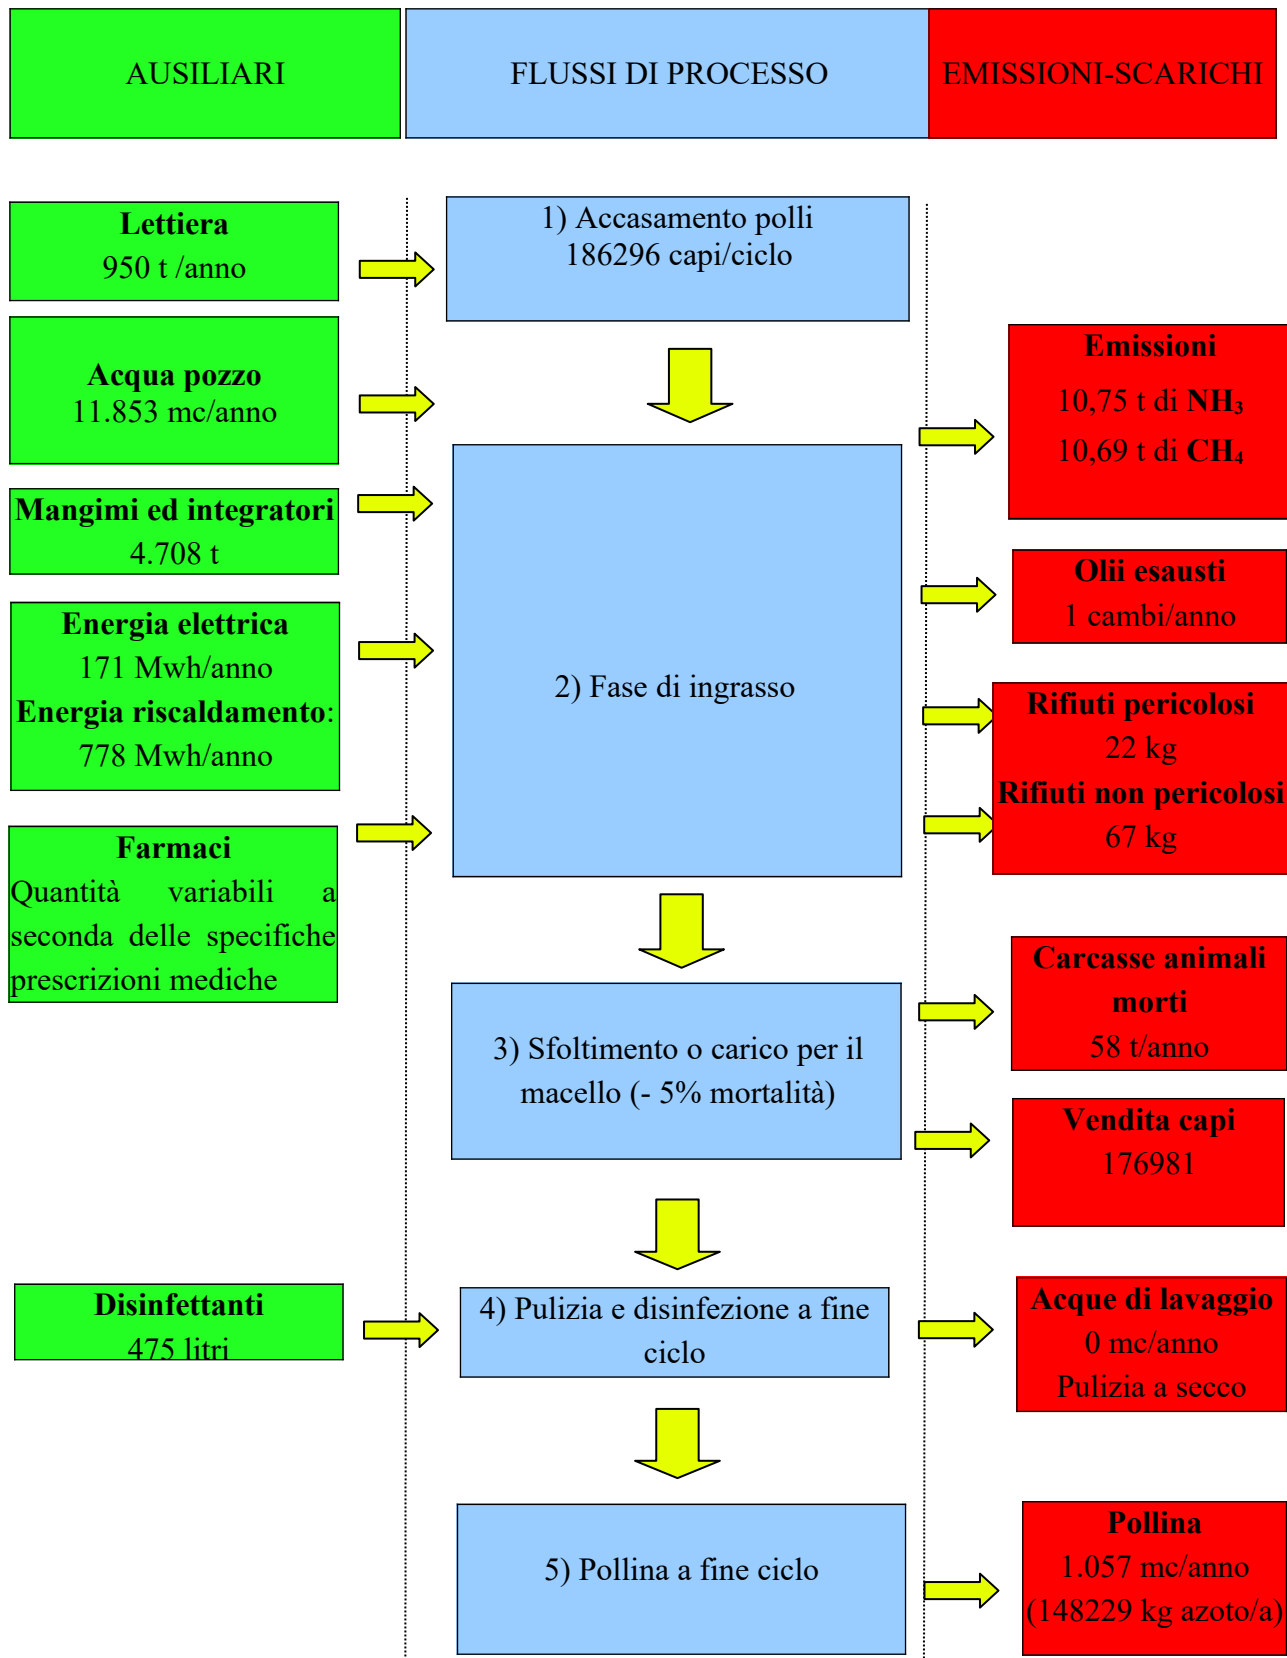 AUSILIARI
FLUSSI DI PROCESSO
EMISSIONI-SCARICHI
Lettiera
950 t /anno
1) Accasamento polli
186296 capi/ciclo
Acqua pozzo
11.853 mc/anno
Emissioni
10,75 t di NH₃
10,69 t di CH₄
Mangimi ed integratori
4.708 t
Olii esausti
1 cambi/anno
Energia elettrica
171 Mwh/anno
Energia riscaldamento:
778 Mwh/anno
2) Fase di ingrasso
Rifiuti pericolosi
22 kg
Rifiuti non pericolosi
67 kg
Farmaci
Quantità variabili a
seconda delle specifiche
prescrizioni mediche
Carcasse animali
morti
58 t/anno
3) Sfoltimento o carico per il
macello (- 5% mortalità)
Vendita capi
176981
Disinfettanti
475 litri
4) Pulizia e disinfezione a fine
ciclo
Acque di lavaggio
0 mc/anno
Pulizia a secco
5) Pollina a fine ciclo
Pollina
1.057 mc/anno
(148229 kg azoto/a)